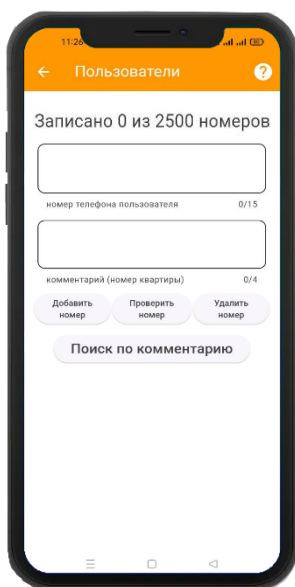 11:26
Пользователи
Записано 0 из 2500 номеров
номер телефона пользователя 0/15
комментарий (номер квартиры) 0/4
Добавить номер Проверить номер Удалить номер
Поиск по комментарию